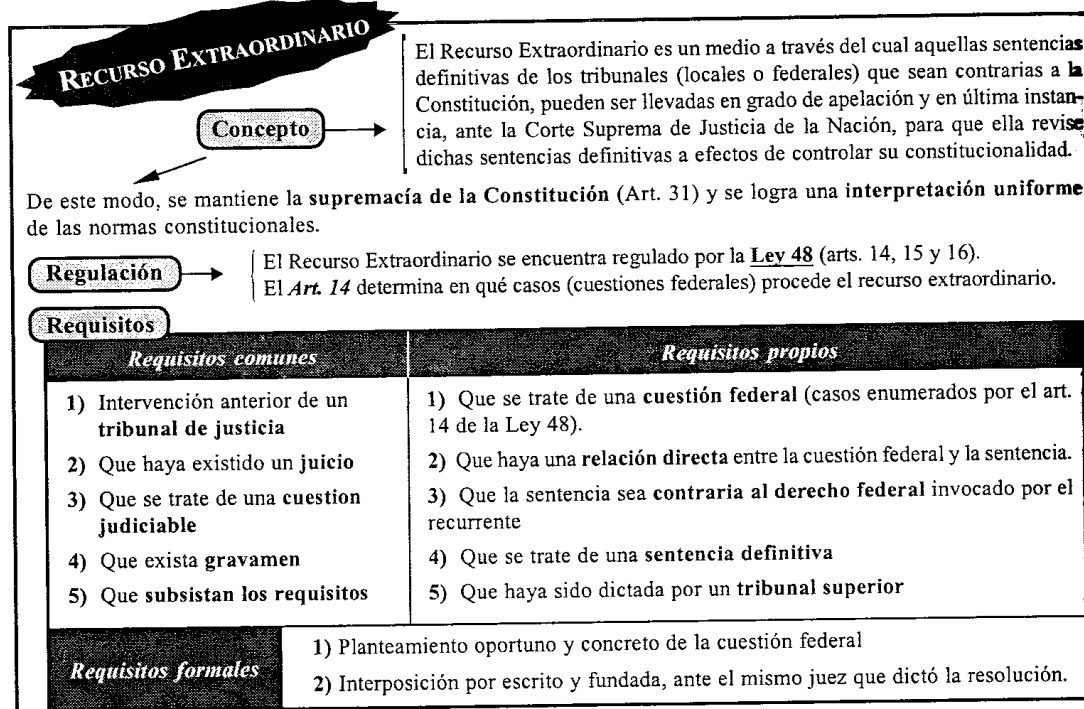 RECURSO EXTRAORDINARIO
El Recurso Extraordinario es un medio a través del cual aquellas sentencias
definitivas de los tribunales (locales o federales) que sean contrarias a la
Constitución, pueden ser llevadas en grado de apelación y en última instan-
cia, ante la Corte Suprema de Justicia de la Nación, para que ella revise
dichas sentencias definitivas a efectos de controlar su constitucionalidad.
Concepto
De este modo, se mantiene la supremacía de la Constitución (Art. 31) y se logra una interpretación uniforme
de las normas constitucionales.
Regulación
El Recurso Extraordinario se encuentra regulado por la Ley 48 (arts. 14, 15 y 16).
El Art. 14 determina en qué casos (cuestiones federales) procede el recurso extraordinario.
Requisitos
Requisitos comunes
1) Intervención anterior de un
tribunal de justicia
2) Que haya existido un juicio
3) Que se trate de una cuestion
judiciable
4) Que exista gravamen
5) Que subsistan los requisitos
Requisitos propios
1) Que se trate de una cuestión federal (casos enumerados por el art.
14 de la Ley 48).
2) Que haya una relación directa entre la cuestión federal y la sentencia.
3) Que la sentencia sea contraria al derecho federal invocado por el
recurrente
4) Que se trate de una sentencia definitiva
5) Que haya sido dictada por un tribunal superior
Requisitos formales
1) Planteamiento oportuno y concreto de la cuestión federal
2) Interposición por escrito y fundada, ante el mismo juez que dictó la resolución.